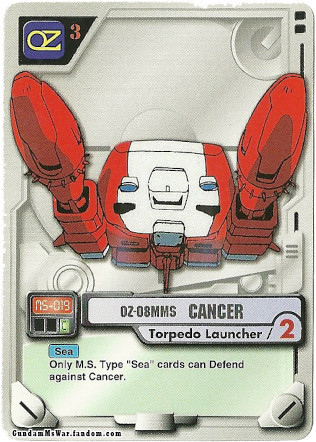 OZ 3
MS-019
OZ-08MMS CANCER
Torpedo Launcher / 2
Sea
Only M.S. Type "Sea" cards can Defend
against Cancer.
GundamMsWar.fandom.com